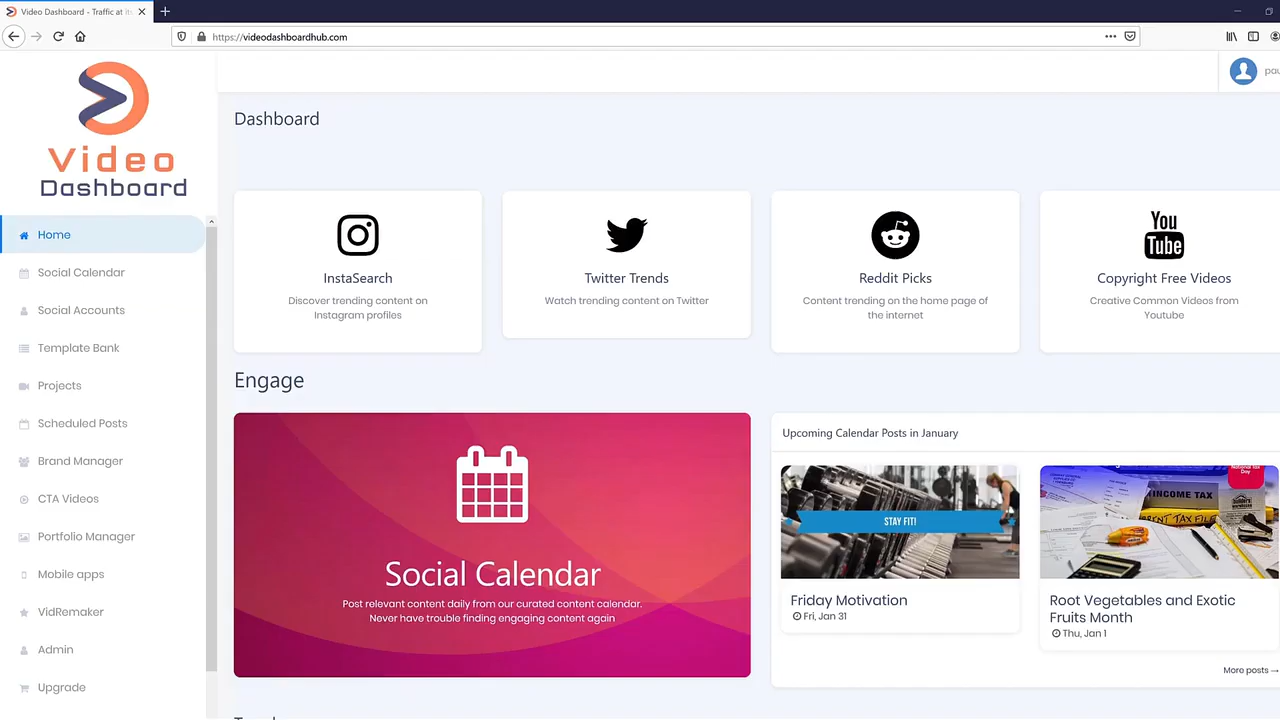 Video Dashboard - Traffic at it
https://videodashboardhub.com
Video
Dashboard
Home
Social Calendar
Social Accounts
Template Bank
Projects
Scheduled Posts
Brand Manager
CTA Videos
Portfolio Manager
Mobile apps
VidRemaker
Admin
Upgrade
pau
Dashboard
InstaSearch
Discover trending content on
Instagram profiles
Twitter Trends
Watch trending content on Twitter
Reddit Picks
Content trending on the home page of
the internet
You
Tube
Copyright Free Videos
Creative Common Videos from
Youtube
Engage
Social Calendar
Post relevant content daily from our curated content calendar.
Never have trouble finding engaging content again
Upcoming Calendar Posts in January
STAY FIT!
Friday Motivation
Fri, Jan 31
National Tax
Day
INCOME TAX
Root Vegetables and Exotic
Fruits Month
Thu, Jan 1
More posts →